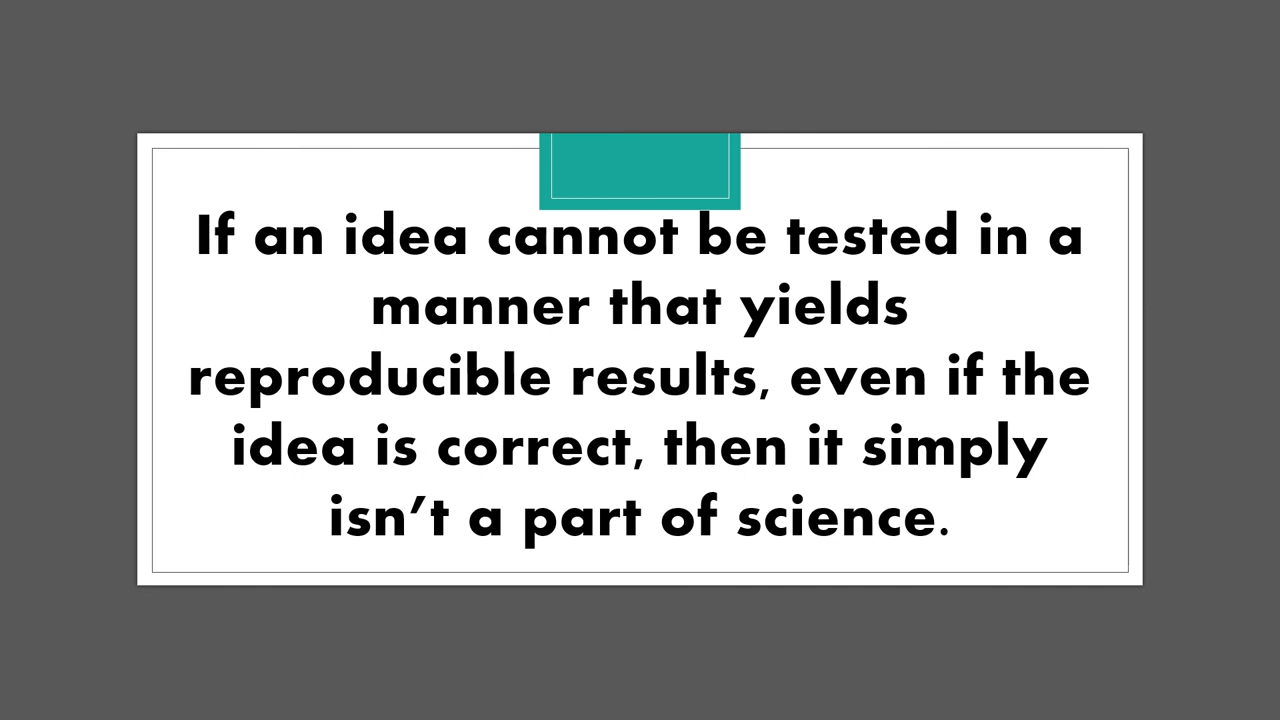 If an idea cannot be tested in a
manner that yields
reproducible results, even if the
idea is correct, then it simply
isn’t a part of science.